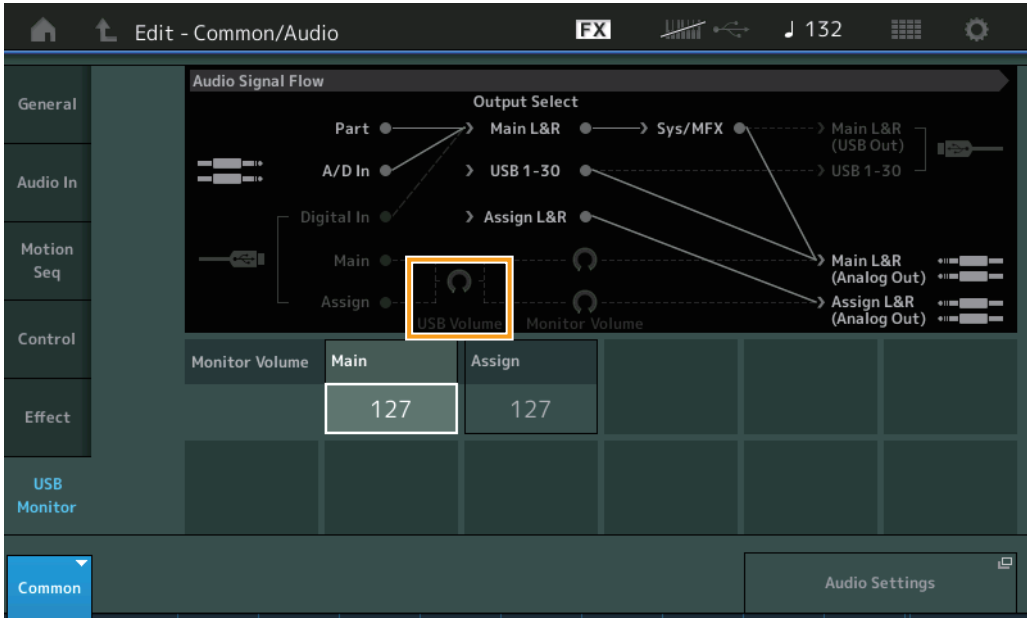 Edit - Common/Audio FX ♩ 132
General
Audio In
Motion
Seq
Control
Effect
USB
Monitor
Common
Audio Signal Flow
Output Select
Part Main L&R Sys/MFX Main L&R
(USB Out)
A/D In USB 1-30 USB 1-30
Digital In Assign L&R
Main Main L&R
(Analog Out)
Assign Assign L&R
(Analog Out)
USB Volume Monitor Volume
Monitor Volume Main Assign
127 127
Audio Settings